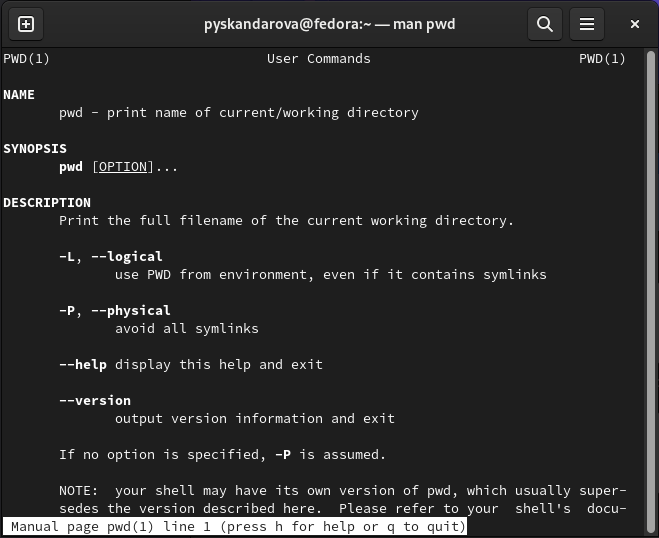 pyskandarova@fedora:~ — man pwd
PWD(1) User Commands PWD(1)
NAME
pwd - print name of current/working directory
SYNOPSIS
pwd [OPTION]...
DESCRIPTION
Print the full filename of the current working directory.
-L, --logical
use PWD from environment, even if it contains symlinks
-P, --physical
avoid all symlinks
--help display this help and exit
--version
output version information and exit
If no option is specified, -P is assumed.
NOTE:  your shell may have its own version of pwd, which usually super-
sedes the version described here.  Please refer to your  shell's  docu-
Manual page pwd(1) line 1 (press h for help or q to quit)